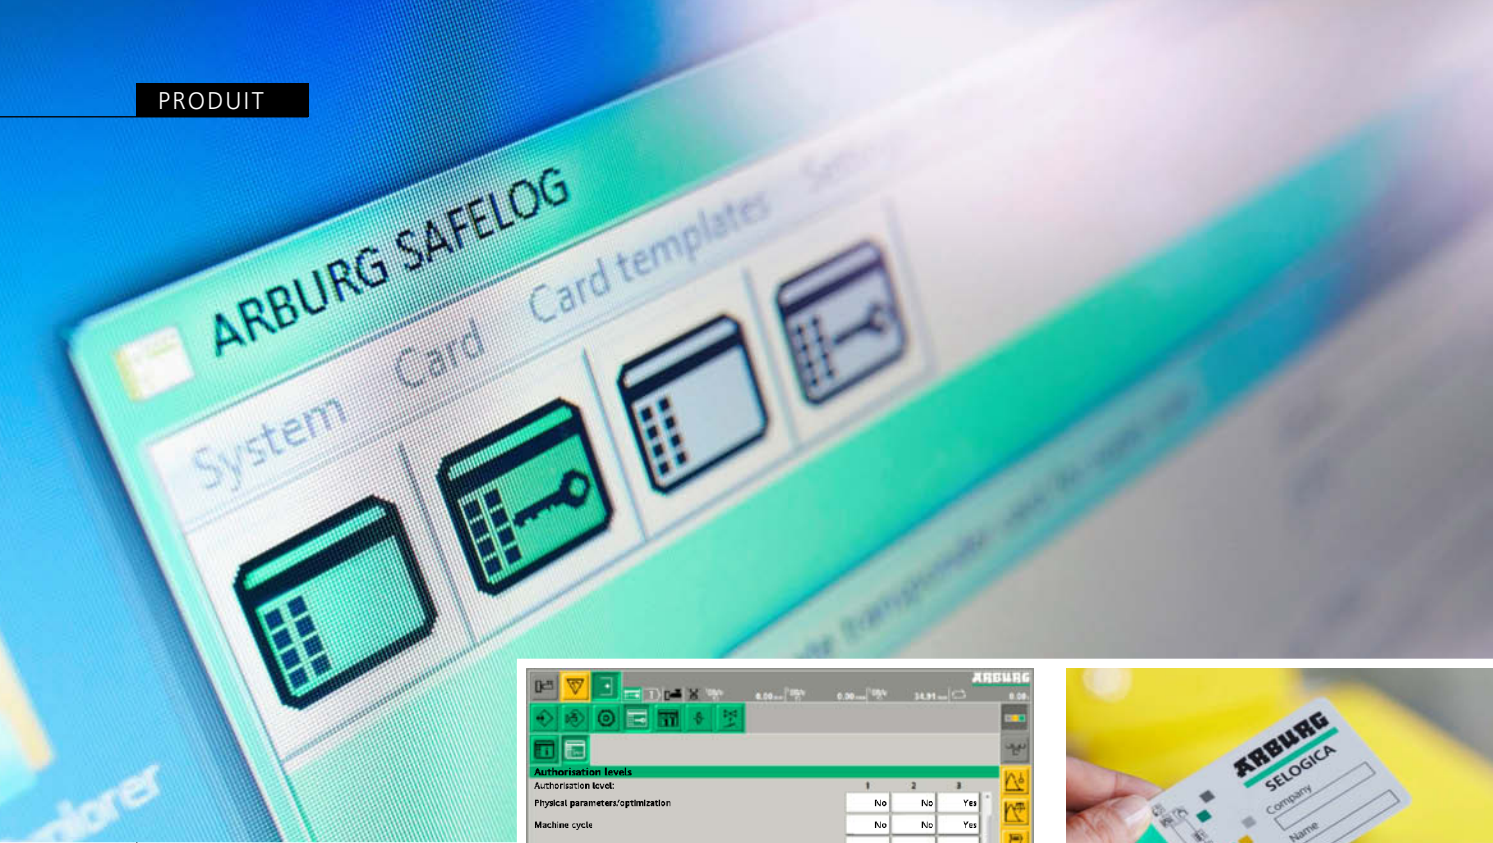 PRODUIT
ARBURG SAFELOG
System Card Card templates
ARBURG
Authorisation levels
Authorisation level: 1 2 3
Physical parameters/optimization No No Yes
Machine cycle No No Yes
ARBURG
SELOGICA
Company
Name